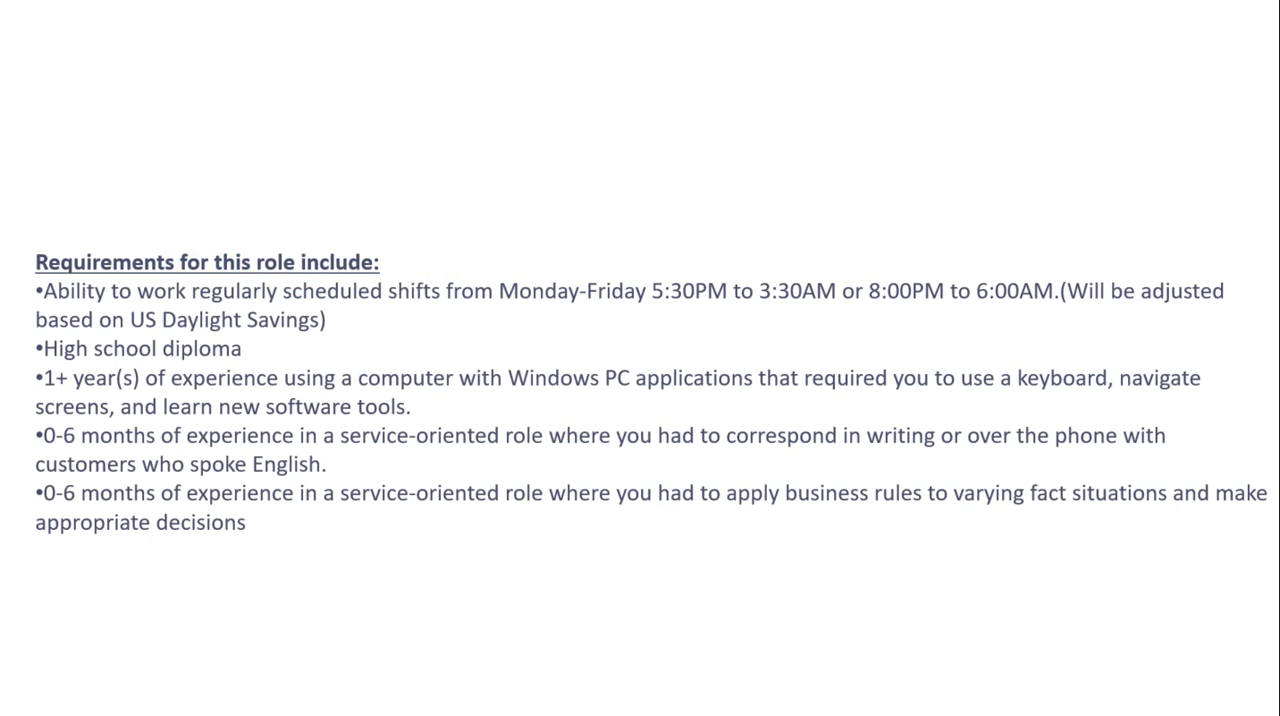 Requirements for this role include:
•Ability to work regularly scheduled shifts from Monday-Friday 5:30PM to 3:30AM or 8:00PM to 6:00AM.(Will be adjusted
based on US Daylight Savings)
•High school diploma
•1+ year(s) of experience using a computer with Windows PC applications that required you to use a keyboard, navigate
screens, and learn new software tools.
•0-6 months of experience in a service-oriented role where you had to correspond in writing or over the phone with
customers who spoke English.
•0-6 months of experience in a service-oriented role where you had to apply business rules to varying fact situations and make
appropriate decisions